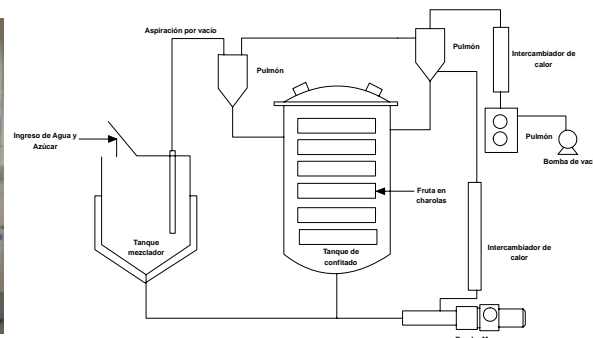 Aspiración por vacío
Pulmón
Pulmón
Intercambiador de
calor
Ingreso de Agua y
Azúcar
Pulmón
Bomba de vac
Fruta en
charolas
Tanque
mezclador
Tanque de
confitado
Intercambiador de
calor